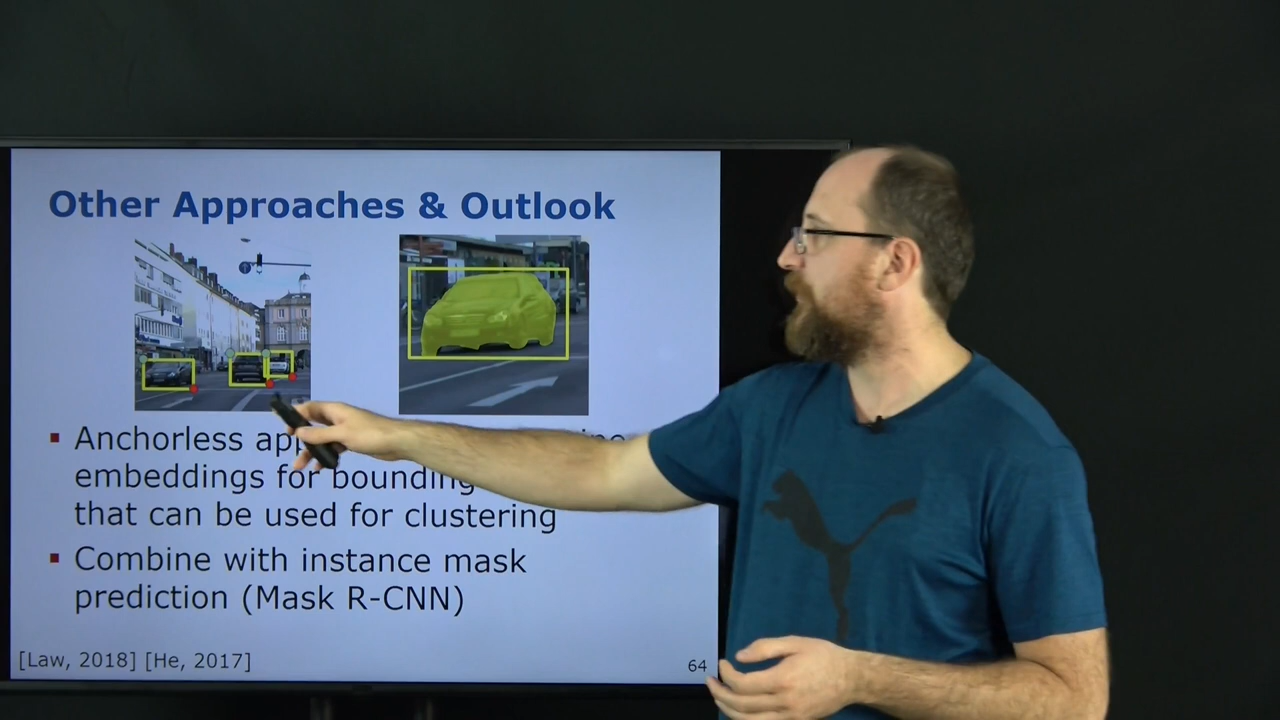 Other Approaches & Outlook
▪ Anchorless app
embeddings for bounding
that can be used for clustering
▪ Combine with instance mask
prediction (Mask R-CNN)
[Law, 2018] [He, 2017]
64